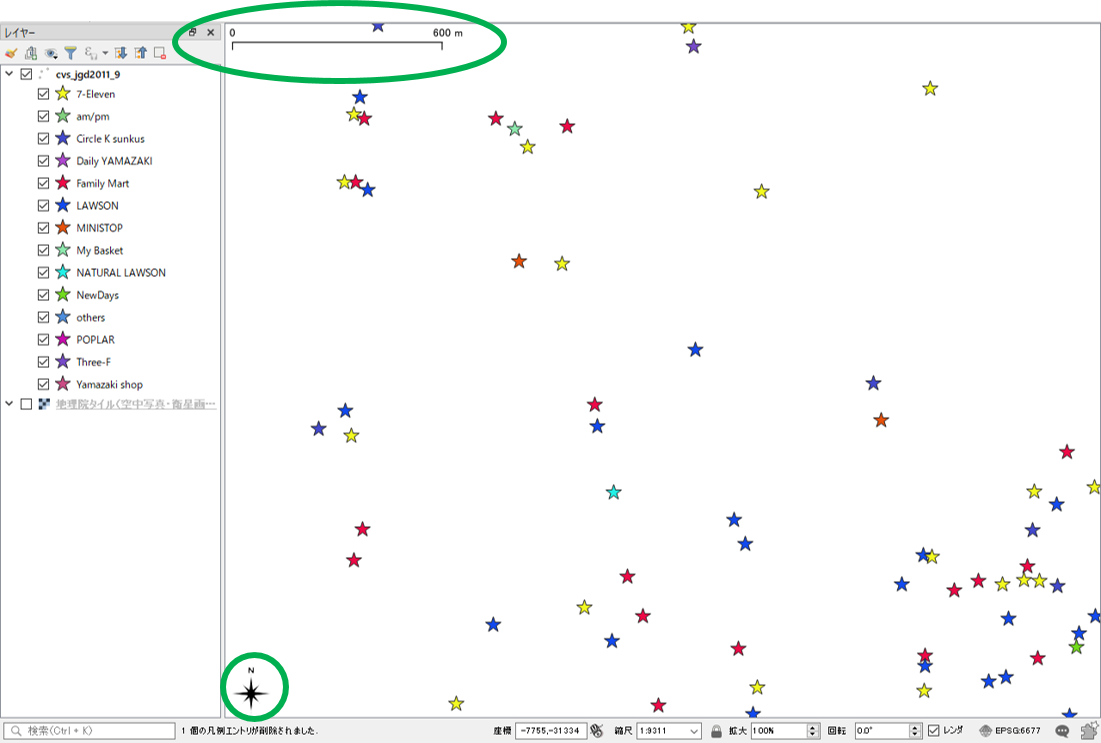 レイヤー
cvs_jgd2011_9
7-Eleven
am/pm
Circle K sunkus
Daily YAMAZAKI
Family Mart
LAWSON
MINISTOP
My Basket
NATURAL LAWSON
NewDays
others
POPLAR
Three-F
Yamazaki shop
地理院タイル(空中写真・衛星画…
0 600 m
N
検索(Ctrl + K) 1 個の凡例エントリが削除されました. 座標 -7755,-31334 縮尺 1:9311 拡大 100% 回転 0.0° レンダ EPSG:6677